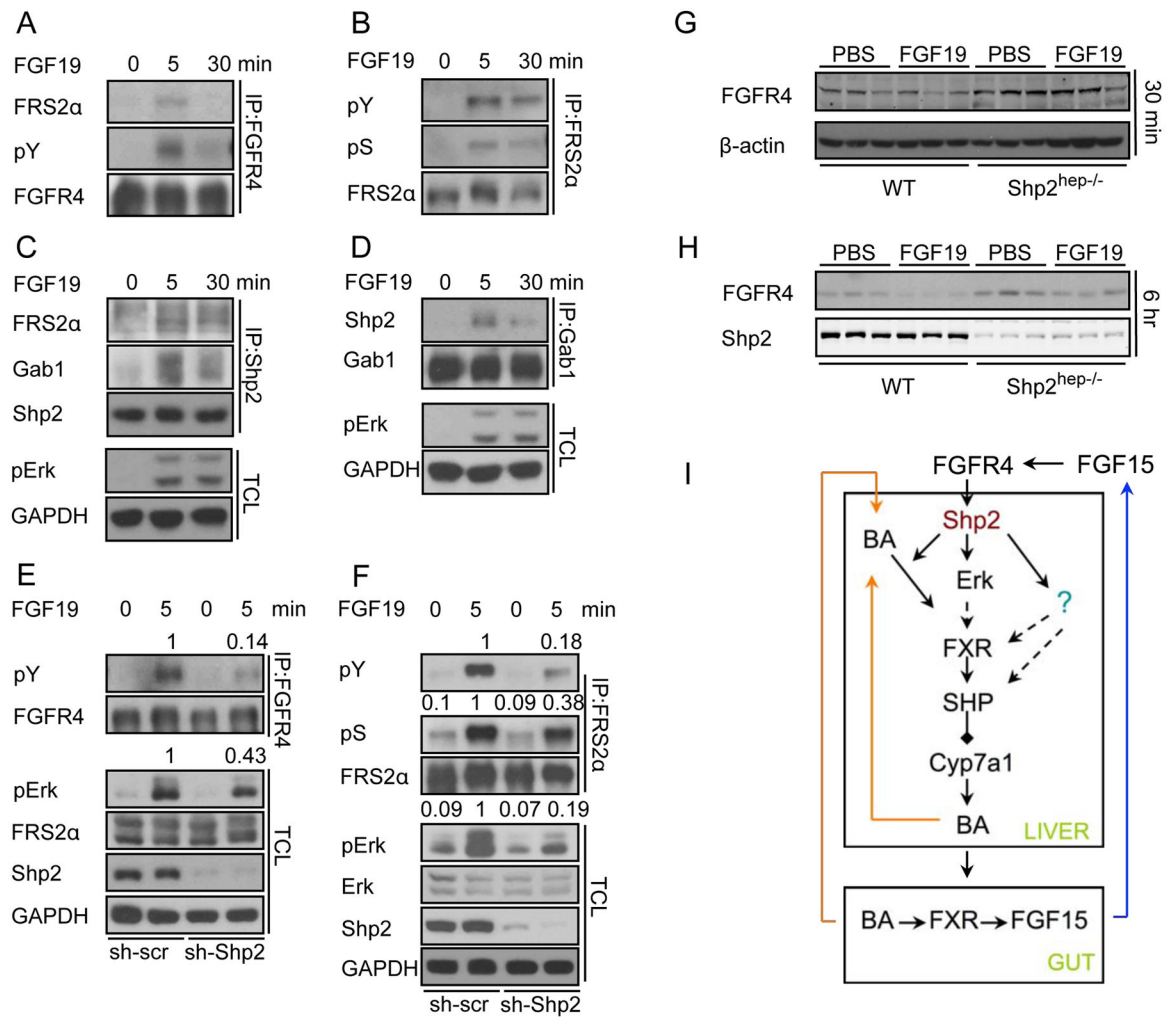 A
FGF19 0 5 30 min
FRS2α
pY
FGFR4
IP:FGFR4
B
FGF19 0 5 30 min
pY
pS
FRS2α
IP:FRS2α
C
FGF19 0 5 30 min
FRS2α
Gab1
Shp2
IP:Shp2
pErk
GAPDH
TCL
D
FGF19 0 5 30 min
Shp2
Gab1
IP:Gab1
pErk
GAPDH
TCL
E
FGF19 0 5 0 5 min
1 0.14
pY
FGFR4
IP:FGFR4
1 0.43
pErk
FRS2α
Shp2
GAPDH
TCL
sh-scr sh-Shp2
F
FGF19 0 5 0 5 min
1 0.18
pY
0.1 1 0.09 0.38
pS
FRS2α
IP:FRS2α
0.09 1 0.07 0.19
pErk
Erk
Shp2
GAPDH
TCL
sh-scr sh-Shp2
G
PBS FGF19 PBS FGF19
FGFR4
β-actin
30 min
WT Shp2hep-/-
H
PBS FGF19 PBS FGF19
FGFR4
Shp2
6 hr
WT Shp2hep-/-
I
FGFR4 FGF15
Shp2
BA
Erk
?
FXR
SHP
Cyp7a1
BA
LIVER
BA FXR FGF15
GUT